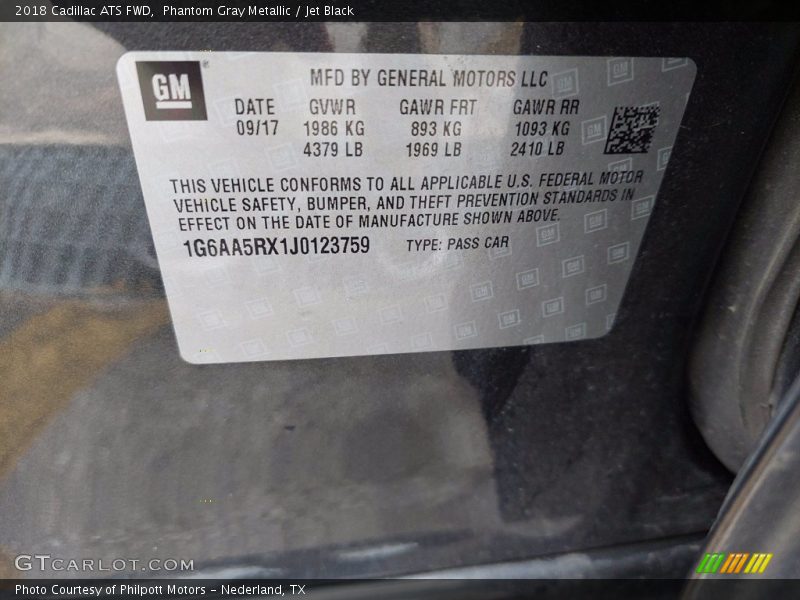 2018 Cadillac ATS FWD,  Phantom Gray Metallic / Jet Black
GM
MFD BY GENERAL MOTORS LLC
DATE GVWR GAWR FRT GAWR RR
09/17 1986 KG 893 KG 1093 KG
4379 LB 1969 LB 2410 LB
THIS VEHICLE CONFORMS TO ALL APPLICABLE U.S. FEDERAL MOTOR
VEHICLE SAFETY, BUMPER, AND THEFT PREVENTION STANDARDS IN
EFFECT ON THE DATE OF MANUFACTURE SHOWN ABOVE.
1G6AA5RX1J0123759 TYPE: PASS CAR
GTCARLOT.COM
Photo Courtesy of Philpott Motors – Nederland, TX